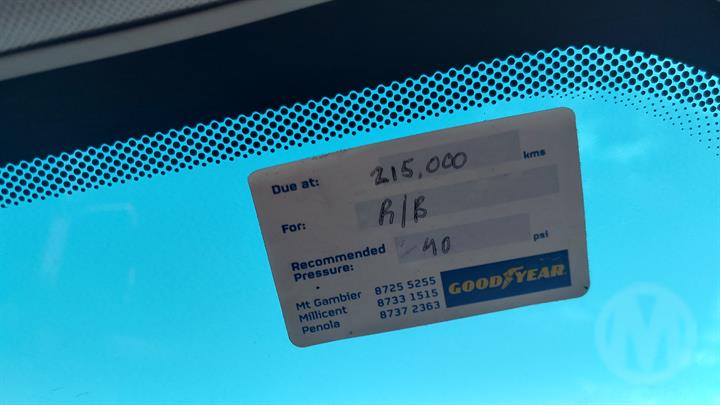 Due at: 215,000 kms
For: R/B
Recommended Pressure: 40 psi
Mt Gambier 8725 5255
Millicent 8733 1515
Penola 8737 2363
GOODYEAR
M